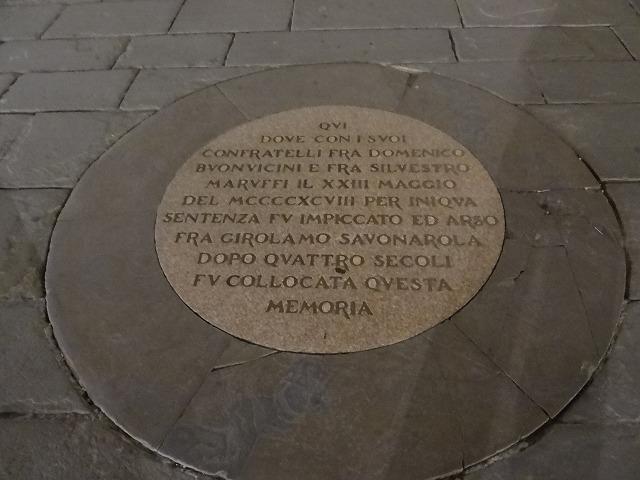 QVI
DOVE CON I SVOI
CONFRATELLI FRA DOMENICO
BVONVICINI E FRA SILVESTRO
MARVFFI IL XXIII MAGGIO
DEL MCCCCXCVIII PER INIQVA
SENTENZA FV IMPICCATO ED ARSO
FRA GIROLAMO SAVONAROLA
DOPO QVATTRO SECOLI
FV COLLOCATA QVESTA
MEMORIA